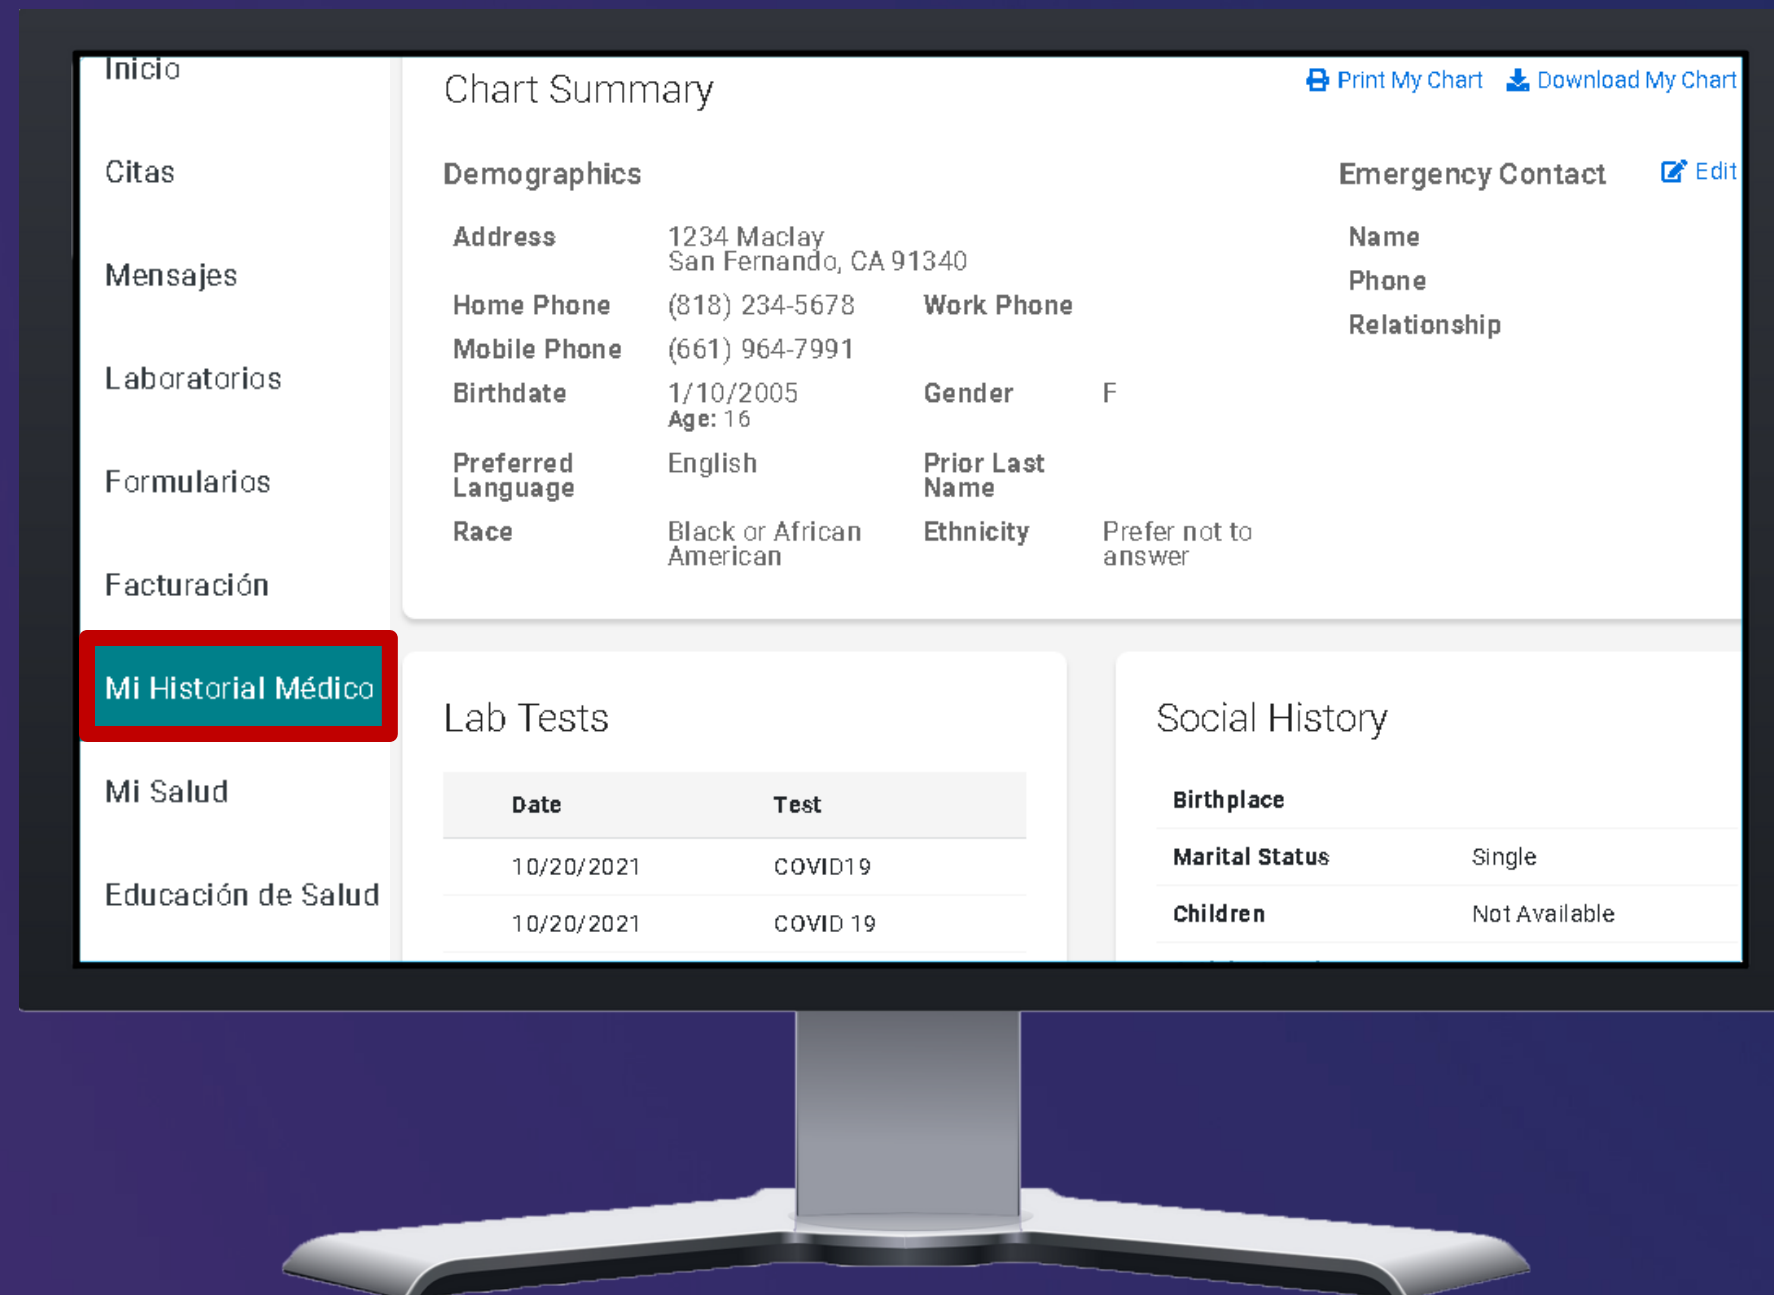 Inicio
Citas
Mensajes
Laboratorios
Formularios
Facturación
Mi Historial Médico
Mi Salud
Educación de Salud
Chart Summary
Print My Chart Download My Chart
Demographics
Address 1234 Maclay
San Fernando, CA 91340
Home Phone (818) 234-5678 Work Phone
Mobile Phone (661) 964-7991
Birthdate 1/10/2005 Gender F
Age: 16
Preferred English Prior Last
Language Name
Race Black or African Ethnicity Prefer not to
American answer
Emergency Contact Edit
Name
Phone
Relationship
Lab Tests
Date Test
10/20/2021 COVID19
10/20/2021 COVID 19
Social History
Birthplace
Marital Status Single
Children Not Available